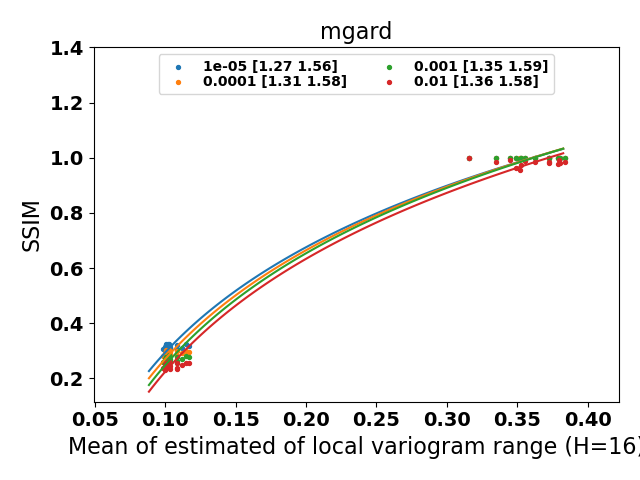 mgard
1e-05 [1.27 1.56]
0.0001 [1.31 1.58]
0.001 [1.35 1.59]
0.01 [1.36 1.58]
SSIM
1.4
1.2
1.0
0.8
0.6
0.4
0.2
0.05 0.10 0.15 0.20 0.25 0.30 0.35 0.40
Mean of estimated of local variogram range (H=16)